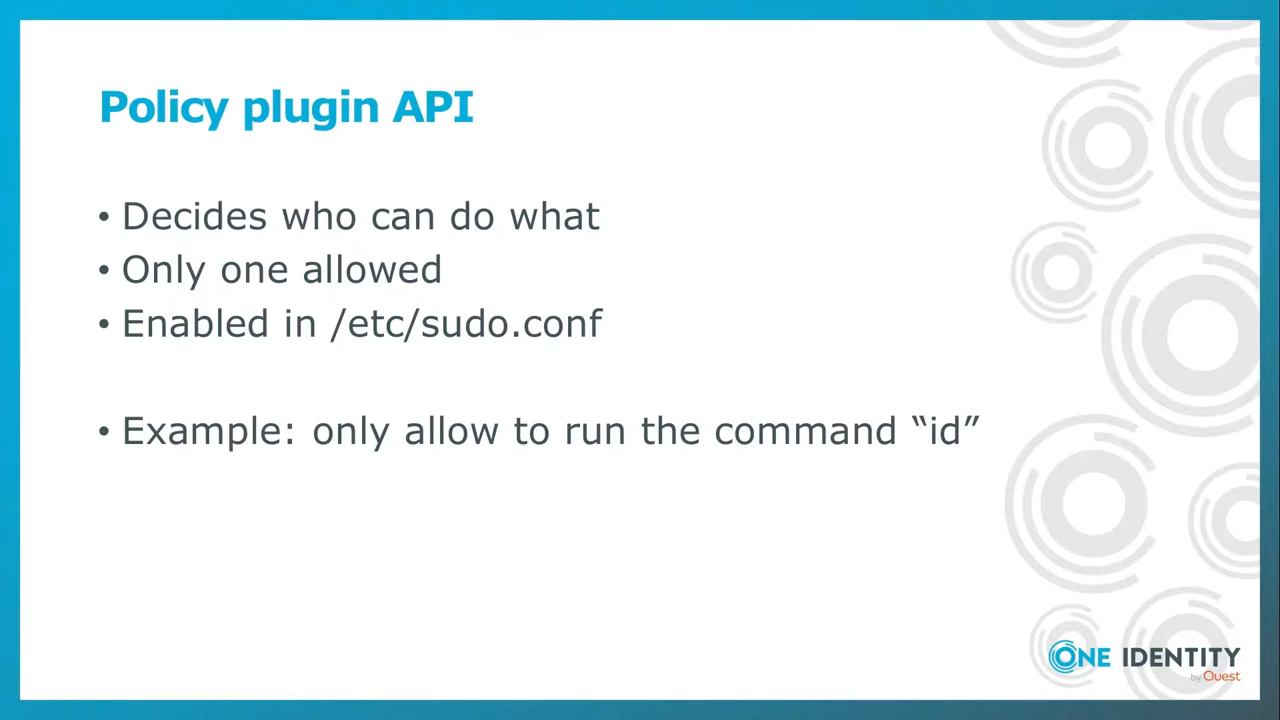 Policy plugin API
• Decides who can do what
• Only one allowed
• Enabled in /etc/sudo.conf
• Example: only allow to run the command “id”
ONE IDENTITY
by Quest